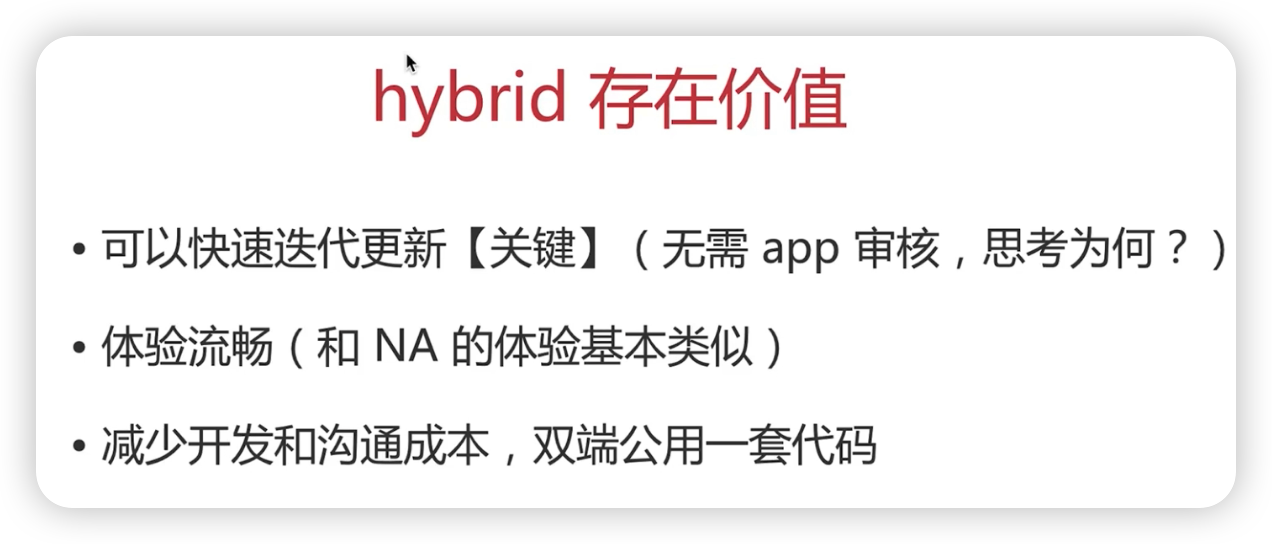 hybrid 存在价值
• 可以快速迭代更新【关键】（无需 app 审核，思考为何？）
• 体验流畅（和 NA 的体验基本类似）
• 减少开发和沟通成本，双端公用一套代码